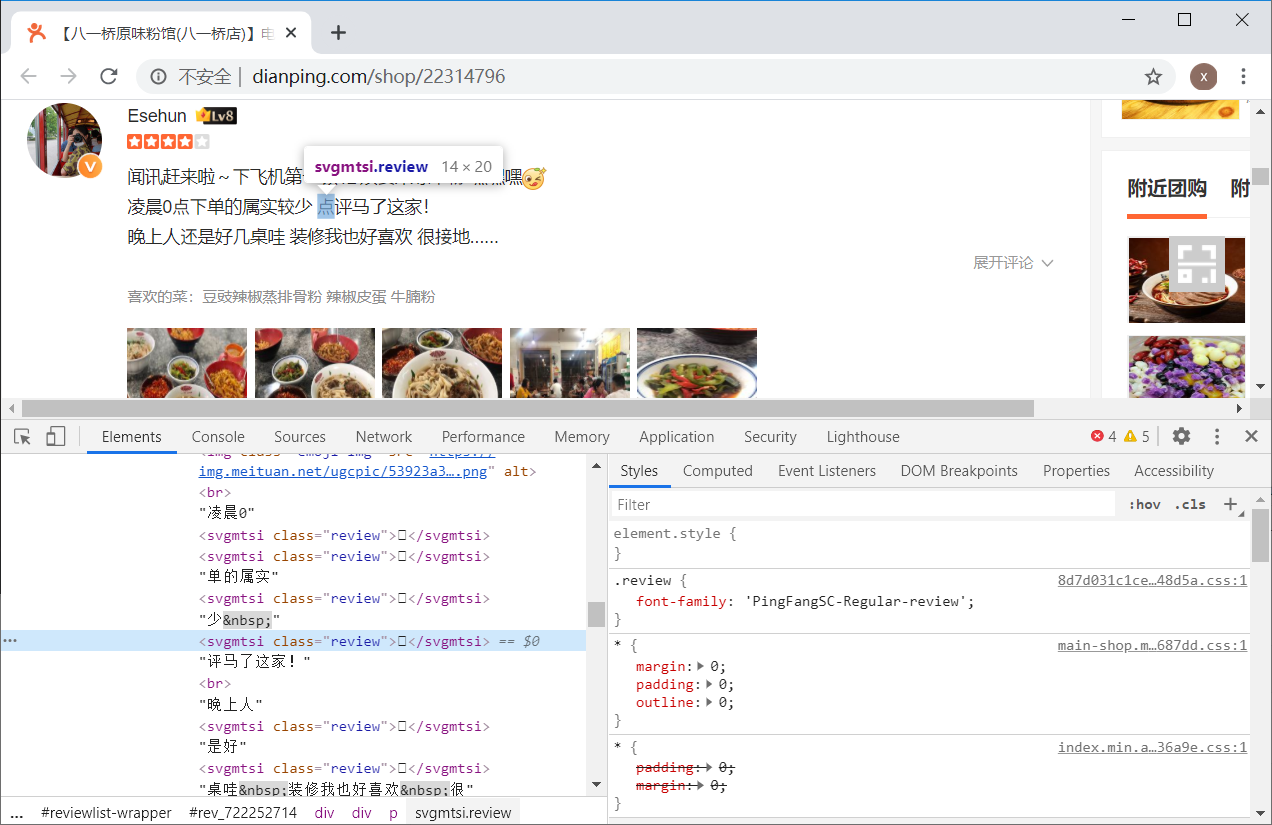 【八一桥原味粉馆(八一桥店)】电
不安全 | dianping.com/shop/22314796
x
Esehun Lv8
V
svgmtsi.review 14 × 20
闻讯赶来啦～下飞机第
嘿
凌晨0点下单的属实较少 点评马了这家！
晚上人还是好几桌哇 装修我也好喜欢 很接地……
展开评论
喜欢的菜：豆豉辣椒蒸排骨粉 辣椒皮蛋 牛腩粉
附近团购 附
Elements Console Sources Network Performance Memory Application Security Lighthouse 4 5
img.meituan.net/ugcpic/53923a3….png" alt>
<br>
"凌晨0"
<svgmtsi class="review">□</svgmtsi>
<svgmtsi class="review">□</svgmtsi>
"单的属实"
<svgmtsi class="review">□</svgmtsi>
"少&nbsp;"
… <svgmtsi class="review">□</svgmtsi> == $0
"评马了这家！"
<br>
"晚上人"
<svgmtsi class="review">□</svgmtsi>
"是好"
<svgmtsi class="review">□</svgmtsi>
"桌哇&nbsp;装修我也好喜欢&nbsp;很"
… #reviewlist-wrapper #rev_722252714 div div p svgmtsi.review
Styles Computed Event Listeners DOM Breakpoints Properties Accessibility
Filter :hov .cls +
element.style {
}
.review { 8d7d031c1ce…48d5a.css:1
font-family: 'PingFangSC-Regular-review';
}
* { main-shop.m…687dd.css:1
margin: 0;
padding: 0;
outline: 0;
}
* { index.min.a…36a9e.css:1
padding: 0;
margin: 0;
}